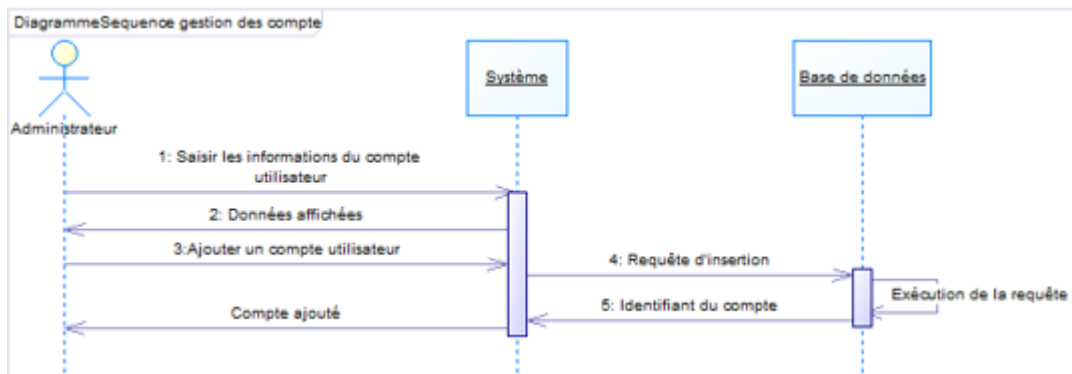 DiagrammeSequence gestion des compte
Système
Base de données
Administrateur
1: Saisir les informations du compte
utilisateur
2: Données affichées
3:Ajouter un compte utilisateur
4: Requête d'insertion
Exécution de la requête
5: Identifiant du compte
Compte ajouté